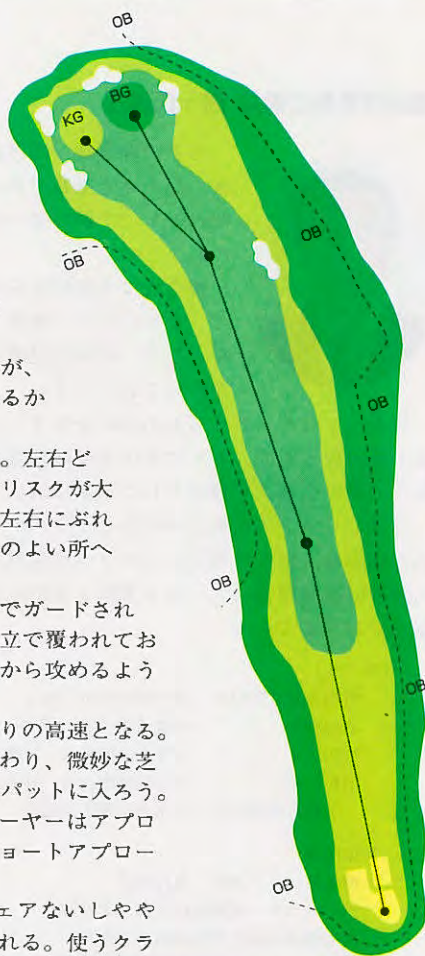 OB
BG
KG
OB
OB
が、
るか
OB
。左右ど
リスクが大
左右にぶれ
のよい所へ
OB
でガードされ
立で覆われてお
から攻めるよう
OB
りの高速となる。
わり、微妙な芝
パットに入ろう。
ーヤーはアプロ
ョートアプロー
OB
ェアないしやや
れる。使うクラ